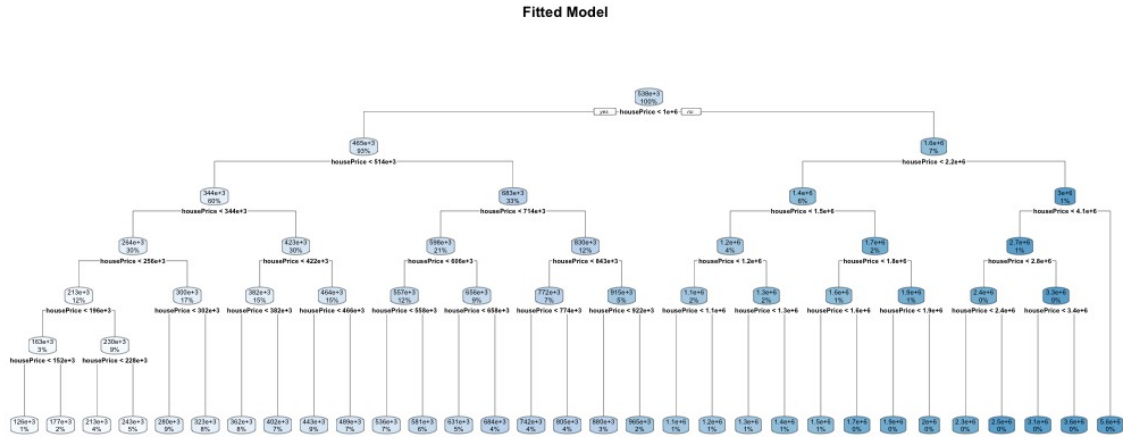 Fitted Model
538e+3
100%
yes housePrice < 1e+6 no
465e+3
93%
1.6e+6
7%
housePrice < 514e+3
housePrice < 2.2e+6
344e+3
60%
683e+3
33%
1.4e+6
6%
3e+6
1%
housePrice < 344e+3
housePrice < 714e+3
housePrice < 1.5e+6
housePrice < 4.1e+6
264e+3
30%
423e+3
30%
598e+3
21%
830e+3
12%
1.2e+6
4%
1.7e+6
2%
2.7e+6
1%
housePrice < 256e+3
housePrice < 422e+3
housePrice < 606e+3
housePrice < 843e+3
housePrice < 1.2e+6
housePrice < 1.8e+6
housePrice < 2.8e+6
213e+3
12%
300e+3
17%
382e+3
15%
464e+3
15%
557e+3
12%
656e+3
9%
772e+3
7%
915e+3
5%
1.1e+6
2%
1.3e+6
2%
1.6e+6
1%
1.9e+6
1%
2.4e+6
0%
3.3e+6
0%
housePrice < 196e+3
housePrice < 302e+3
housePrice < 382e+3
housePrice < 466e+3
housePrice < 558e+3
housePrice < 658e+3
housePrice < 774e+3
housePrice < 922e+3
housePrice < 1.1e+6
housePrice < 1.3e+6
housePrice < 1.6e+6
housePrice < 1.9e+6
housePrice < 2.4e+6
housePrice < 3.4e+6
163e+3
3%
230e+3
9%
housePrice < 152e+3
housePrice < 228e+3
126e+3
1%
177e+3
2%
213e+3
4%
243e+3
5%
280e+3
9%
323e+3
8%
362e+3
8%
402e+3
7%
443e+3
9%
489e+3
7%
536e+3
7%
581e+3
6%
631e+3
5%
684e+3
4%
742e+3
4%
805e+3
4%
880e+3
3%
965e+3
2%
1.1e+6
1%
1.2e+6
1%
1.3e+6
1%
1.4e+6
1%
1.5e+6
1%
1.7e+6
0%
1.9e+6
0%
2e+6
0%
2.3e+6
0%
2.5e+6
0%
3.1e+6
0%
3.6e+6
0%
5.6e+6
0%